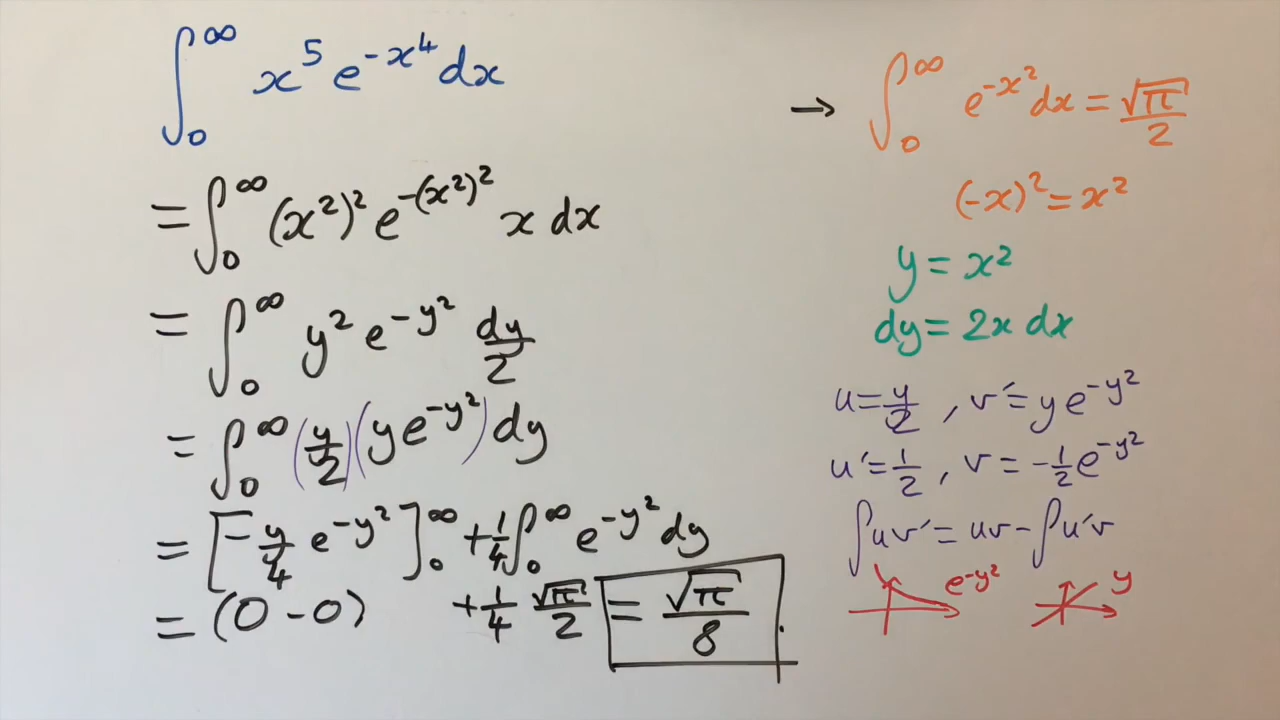 ∫₀^∞ x⁵ e^(-x⁴) dx
= ∫₀^∞ (x²)² e^(-(x²)²) x dx
= ∫₀^∞ y² e^(-y²) dy/2
= ∫₀^∞ (y/2)(y e^(-y²)) dy
= [-y/4 e^(-y²)]₀^∞ + 1/4 ∫₀^∞ e^(-y²) dy
= (0 - 0) + 1/4 √π/2 = √π/8.
→ ∫₀^∞ e^(-x²) dx = √π/2
(-x)² = x²
y = x²
dy = 2x dx
u = y/2 , v' = y e^(-y²)
u' = 1/2 , v = -1/2 e^(-y²)
∫uv' = uv - ∫u'v
e^(-y²) y